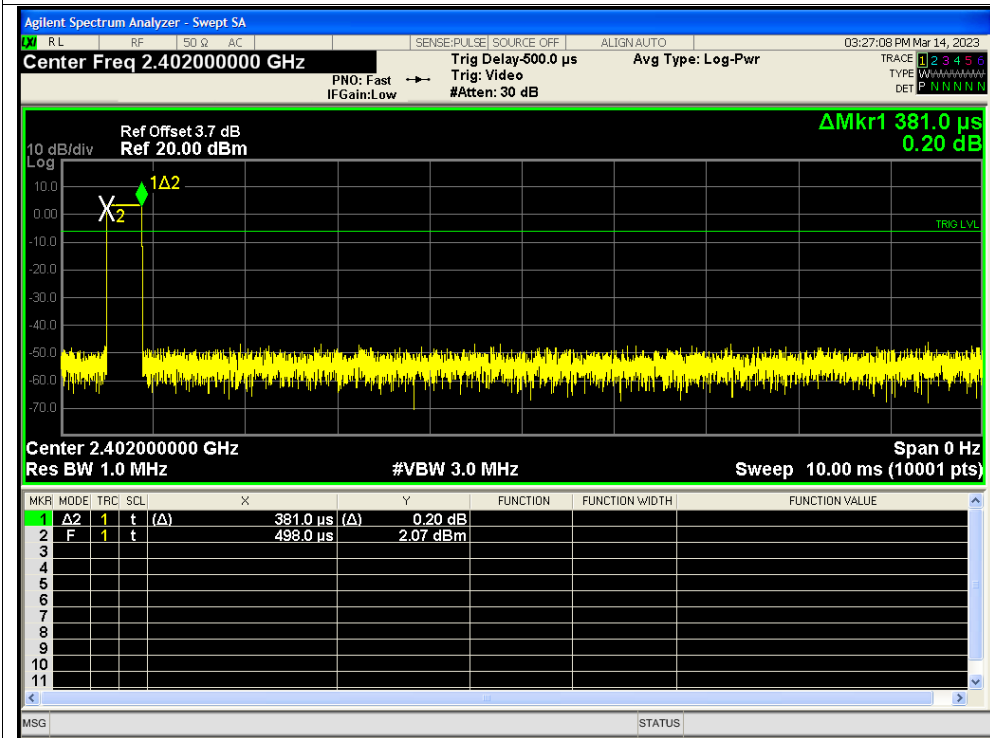 Agilent Spectrum Analyzer - Swept SA
LXI RL RF 50 Ω AC SENSE:PULSE SOURCE OFF ALIGN AUTO 03:27:08 PM Mar 14, 2023
Center Freq 2.402000000 GHz
PNO: Fast
IFGain:Low
Trig Delay-500.0 µs
Trig: Video
#Atten: 30 dB
Avg Type: Log-Pwr
TRACE 1 2 3 4 5 6
TYPE W
DET P N N N N N
ΔMkr1 381.0 µs
0.20 dB
Ref Offset 3.7 dB
10 dB/div Ref 20.00 dBm
Log
10.0
0.00
-10.0
-20.0
-30.0
-40.0
-50.0
-60.0
-70.0
1Δ2
X2
TRIG LVL
Center 2.402000000 GHz Span 0 Hz
Res BW 1.0 MHz #VBW 3.0 MHz Sweep 10.00 ms (10001 pts)
MKR MODE TRC SCL X Y FUNCTION FUNCTION WIDTH FUNCTION VALUE
1 Δ2 1 t (Δ) 381.0 µs (Δ) 0.20 dB
2 F 1 t 498.0 µs 2.07 dBm
3
4
5
6
7
8
9
10
11
MSG STATUS